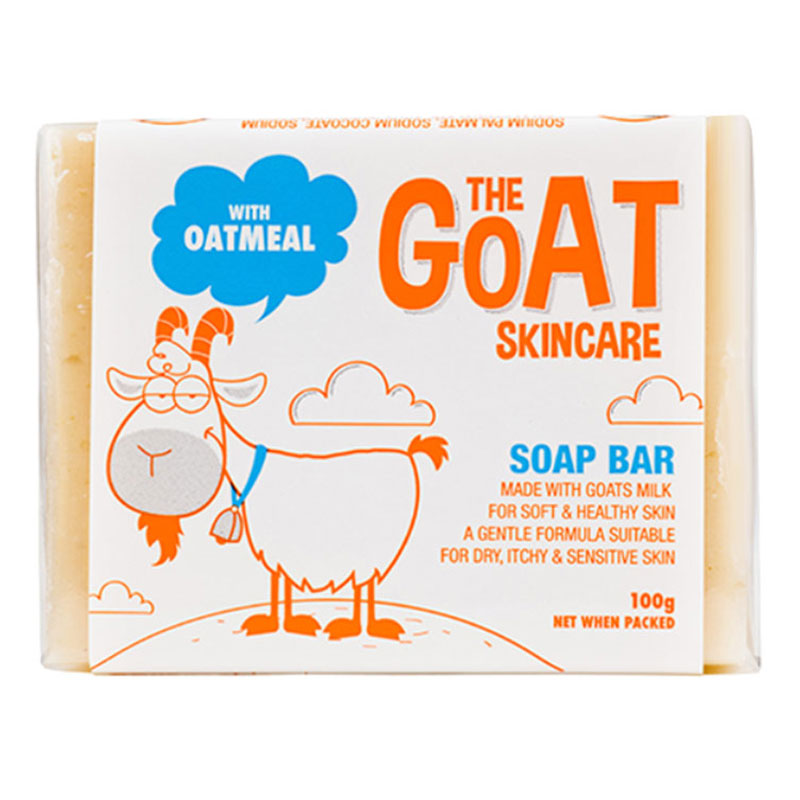 SODIUM PALMATE, SODIUM COCOATE, SODIUM
WITH
OATMEAL
THE
GOAT
SKINCARE
SOAP BAR
MADE WITH GOATS MILK
FOR SOFT & HEALTHY SKIN
A GENTLE FORMULA SUITABLE
FOR DRY, ITCHY & SENSITIVE SKIN
100g
NET WHEN PACKED